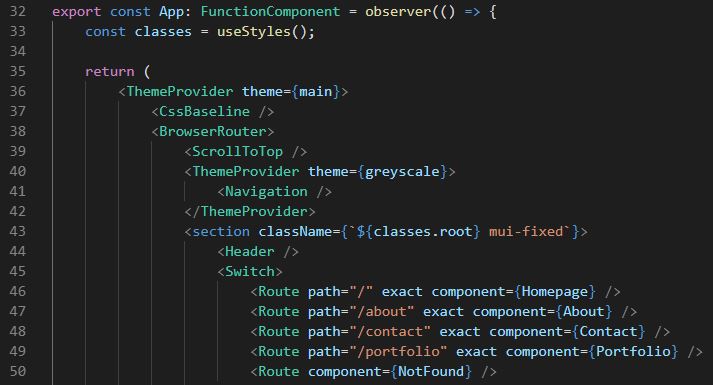 32 export const App: FunctionComponent = observer(() => {
33     const classes = useStyles();
34
35     return (
36         <ThemeProvider theme={main}>
37             <CssBaseline />
38             <BrowserRouter>
39                 <ScrollToTop />
40                 <ThemeProvider theme={greyscale}>
41                     <Navigation />
42                 </ThemeProvider>
43                 <section className={`${classes.root} mui-fixed`}>
44                     <Header />
45                     <Switch>
46                         <Route path="/" exact component={Homepage} />
47                         <Route path="/about" exact component={About} />
48                         <Route path="/contact" exact component={Contact} />
49                         <Route path="/portfolio" exact component={Portfolio} />
50                         <Route component={NotFound} />